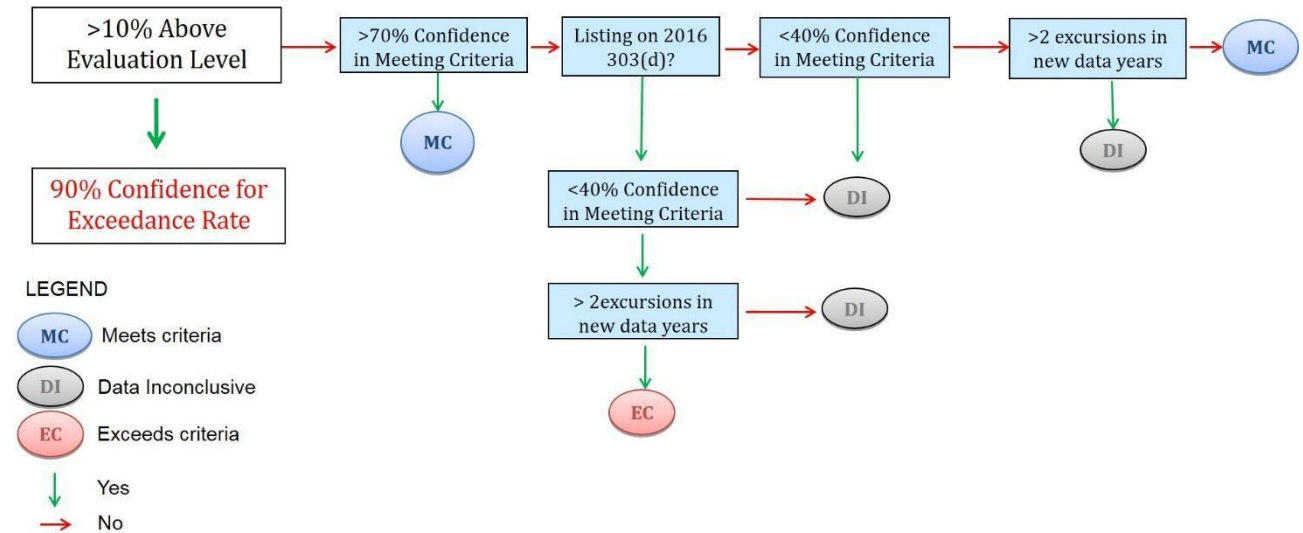 >10% Above
Evaluation Level
>70% Confidence
in Meeting Criteria
Listing on 2016
303(d)?
<40% Confidence
in Meeting Criteria
>2 excursions in
new data years
MC
MC
DI
90% Confidence for
Exceedance Rate
<40% Confidence
in Meeting Criteria
DI
> 2excursions in
new data years
DI
EC
LEGEND
MC Meets criteria
DI Data Inconclusive
EC Exceeds criteria
Yes
No